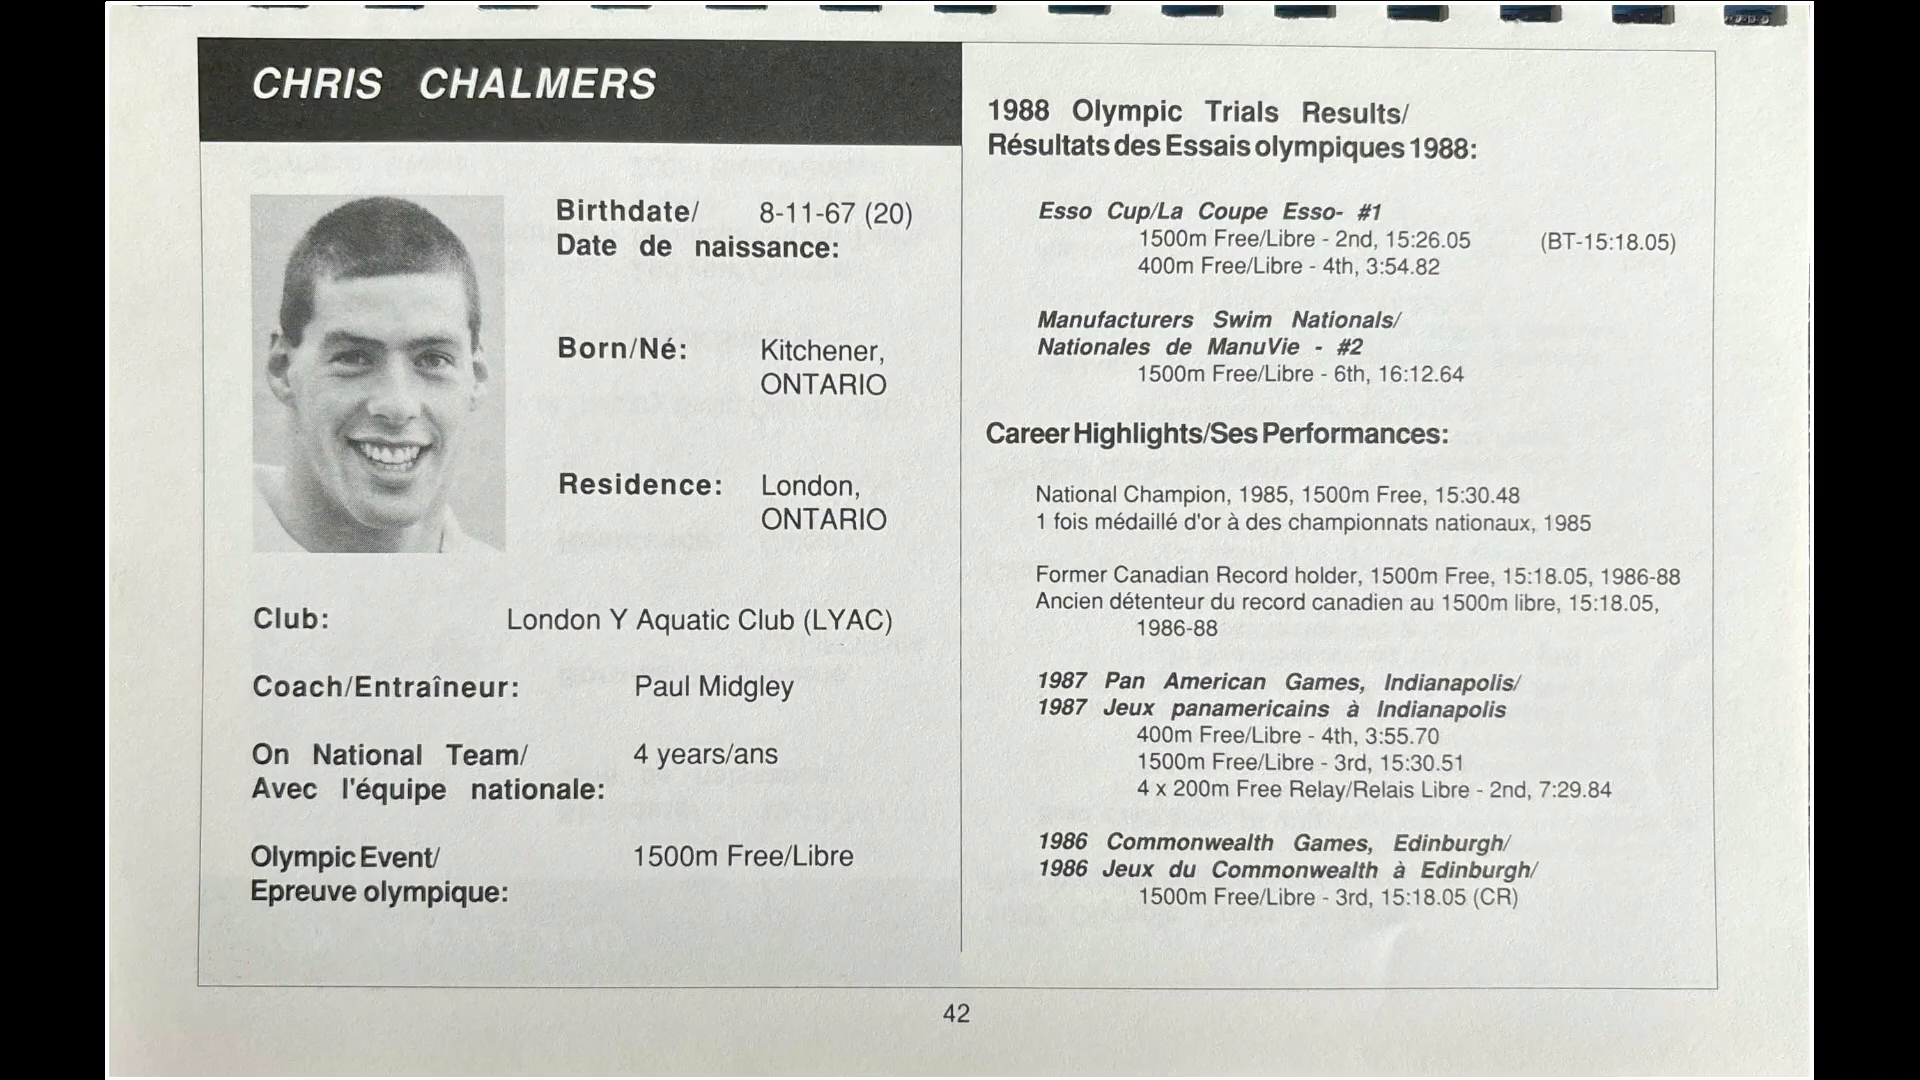 CHRIS CHALMERS
Birthdate/ 8-11-67 (20)
Date de naissance:
Born/Né: Kitchener,
ONTARIO
Residence: London,
ONTARIO
Club: London Y Aquatic Club (LYAC)
Coach/Entraîneur: Paul Midgley
On National Team/ 4 years/ans
Avec l'équipe nationale:
Olympic Event/ 1500m Free/Libre
Epreuve olympique:
1988 Olympic Trials Results/
Résultats des Essais olympiques 1988:
Esso Cup/La Coupe Esso- #1
1500m Free/Libre - 2nd, 15:26.05 (BT-15:18.05)
400m Free/Libre - 4th, 3:54.82
Manufacturers Swim Nationals/
Nationales de ManuVie - #2
1500m Free/Libre - 6th, 16:12.64
Career Highlights/Ses Performances:
National Champion, 1985, 1500m Free, 15:30.48
1 fois médaillé d'or à des championnats nationaux, 1985
Former Canadian Record holder, 1500m Free, 15:18.05, 1986-88
Ancien détenteur du record canadien au 1500m libre, 15:18.05,
1986-88
1987 Pan American Games, Indianapolis/
1987 Jeux panamericains à Indianapolis
400m Free/Libre - 4th, 3:55.70
1500m Free/Libre - 3rd, 15:30.51
4 x 200m Free Relay/Relais Libre - 2nd, 7:29.84
1986 Commonwealth Games, Edinburgh/
1986 Jeux du Commonwealth à Edinburgh/
1500m Free/Libre - 3rd, 15:18.05 (CR)
42